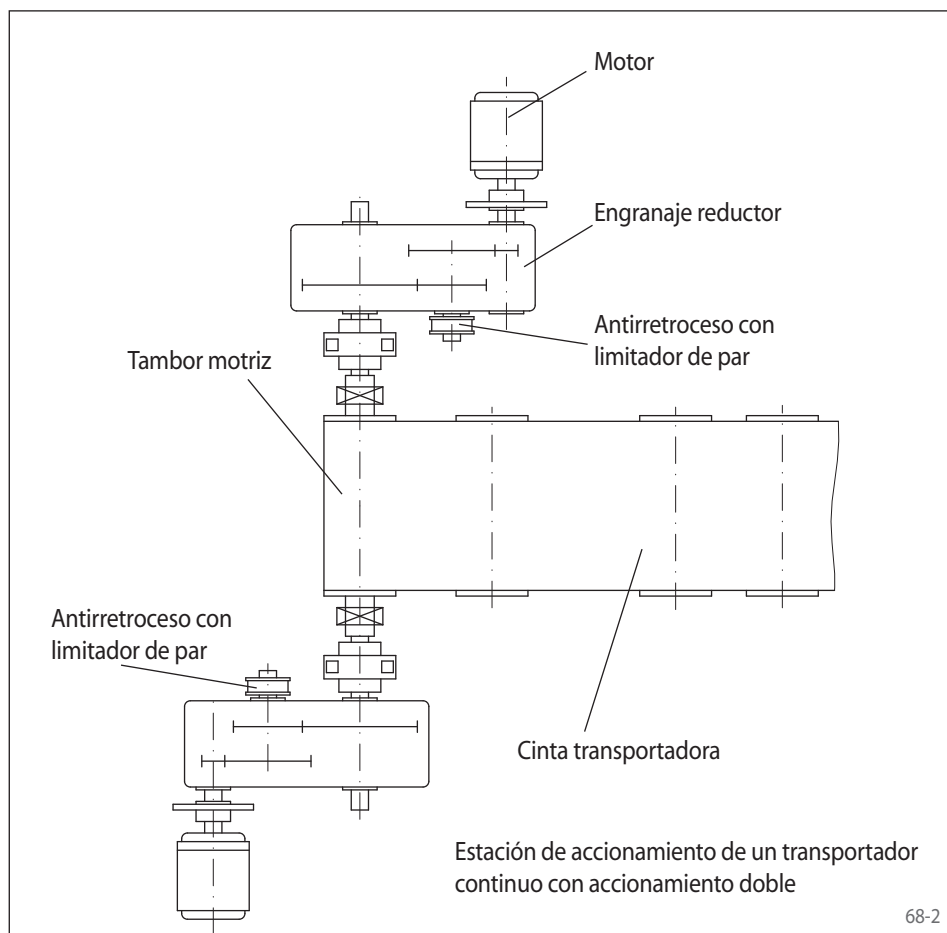 Motor
Engranaje reductor
Antirretroceso con
limitador de par
Tambor motriz
Antirretroceso con
limitador de par
Cinta transportadora
Estación de accionamiento de un transportador
continuo con accionamiento doble
68-2